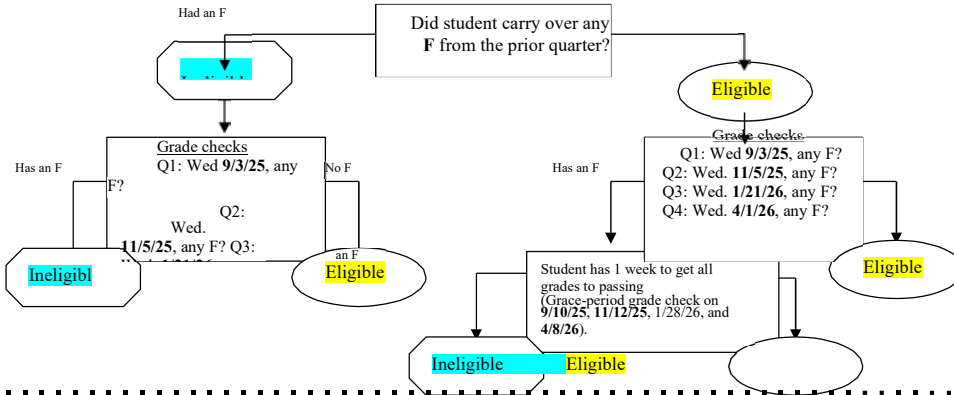 Had an F
Did student carry over any
F from the prior quarter?
Eligible
Grade checks
Q1: Wed 9/3/25, any
F?
Q2:
Wed.
11/5/25, any F? Q3:
Has an F
No F
Ineligibl
an F
Eligible
Grade checks
Q1: Wed 9/3/25, any F?
Q2: Wed. 11/5/25, any F?
Q3: Wed. 1/21/26, any F?
Q4: Wed. 4/1/26, any F?
Has an F
Student has 1 week to get all
grades to passing
(Grace-period grade check on
9/10/25, 11/12/25, 1/28/26, and
4/8/26).
Eligible
Ineligible Eligible